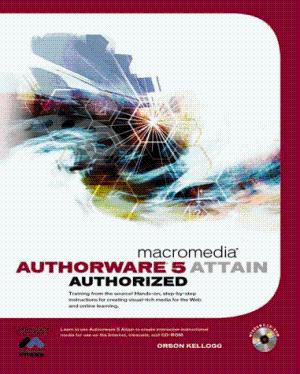 macromedia®
AUTHORWARE 5 ATTAIN
AUTHORIZED
Training from the source! Hands-on, step-by-step
instructions for creating visual-rich media for the Web
and online learning.
Learn to use Authorware 5 Attain to create interactive instructional
media for use on the Internet, intranets, and CD-ROM
ORSON KELLOGG